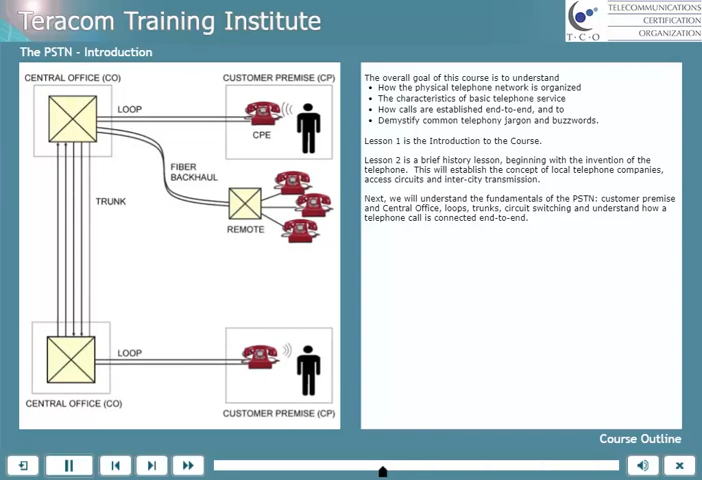 Teracom Training Institute
TELECOMMUNICATIONS
CERTIFICATION
ORGANIZATION
T·C·O
The PSTN - Introduction
CENTRAL OFFICE (CO)
CUSTOMER PREMISE (CP)
LOOP
CPE
FIBER
BACKHAUL
TRUNK
REMOTE
LOOP
CENTRAL OFFICE (CO)
CUSTOMER PREMISE (CP)
The overall goal of this course is to understand
• How the physical telephone network is organized
• The characteristics of basic telephone service
• How calls are established end-to-end, and to
• Demystify common telephony jargon and buzzwords.
Lesson 1 is the Introduction to the Course.
Lesson 2 is a brief history lesson, beginning with the invention of the
telephone. This will establish the concept of local telephone companies,
access circuits and inter-city transmission.
Next, we will understand the fundamentals of the PSTN: customer premise
and Central Office, loops, trunks, circuit switching and understand how a
telephone call is connected end-to-end.
Course Outline